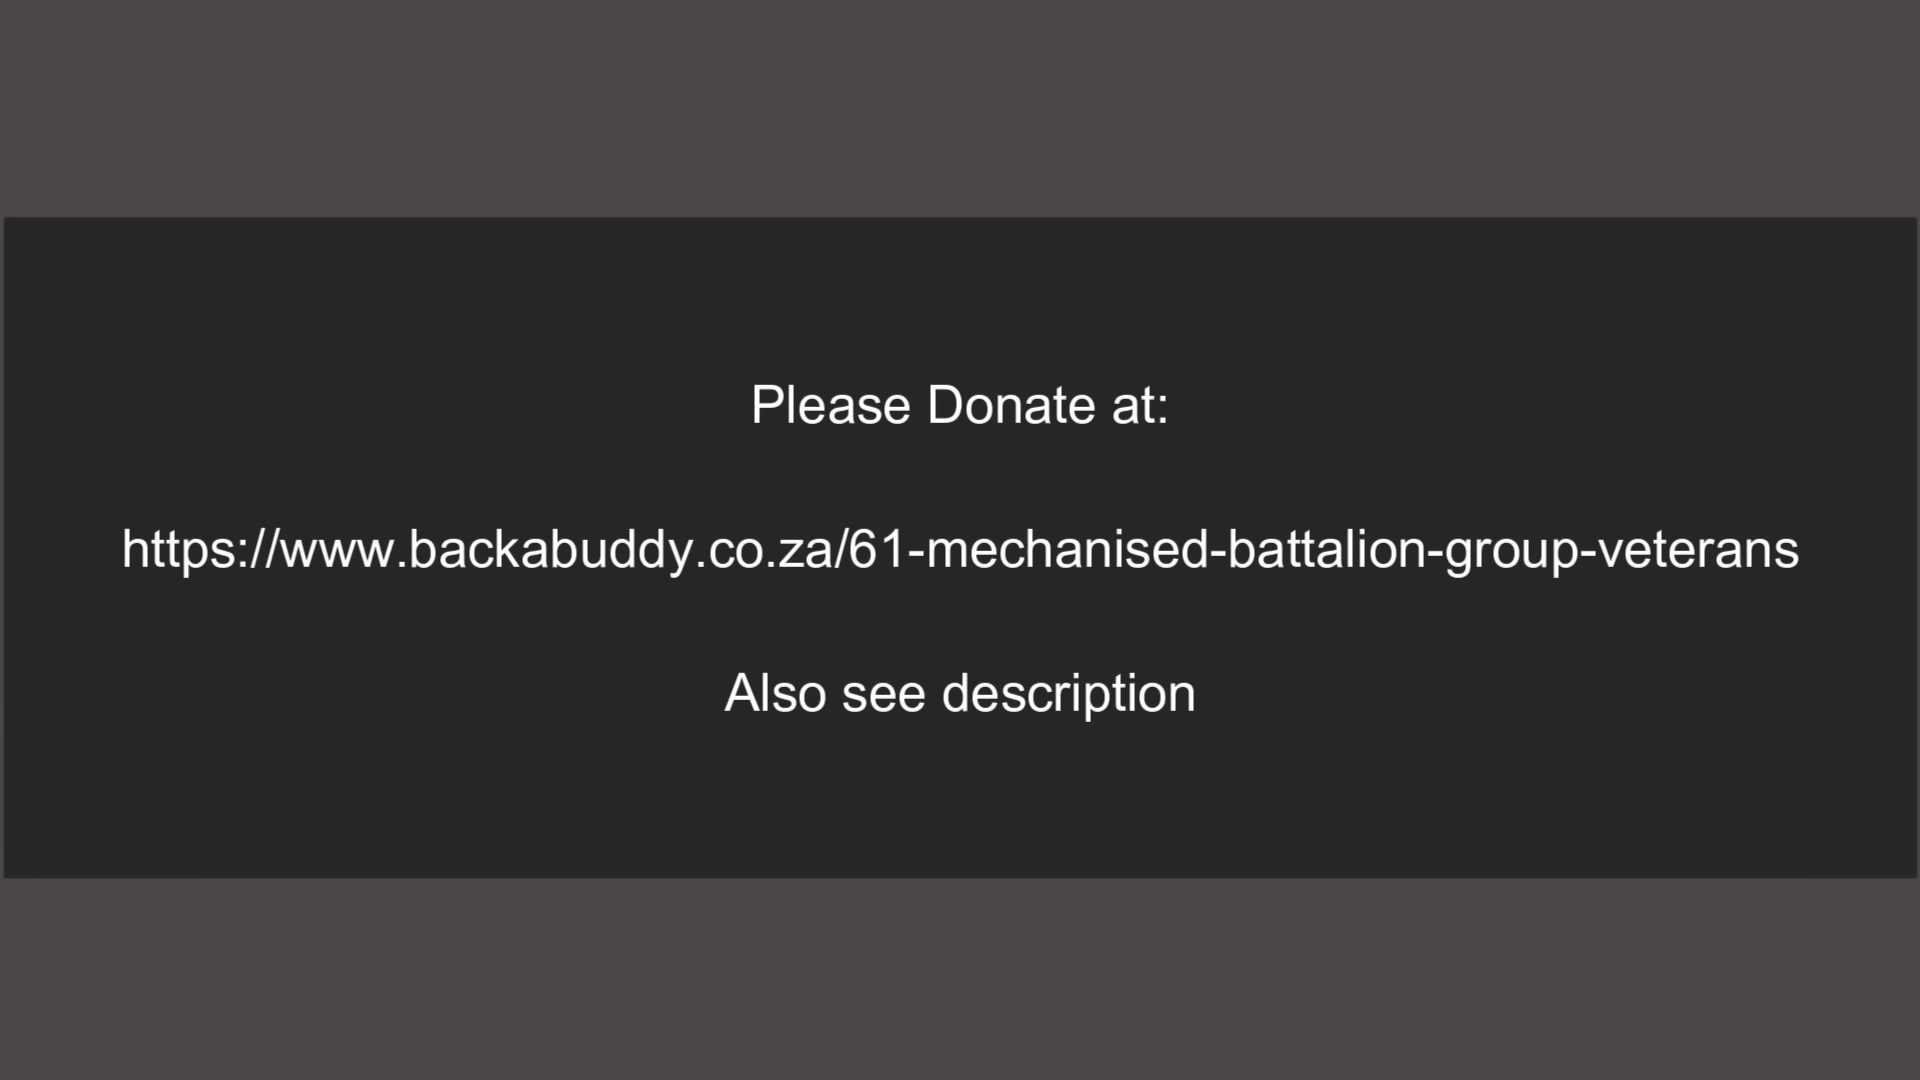 Please Donate at:
https://www.backabuddy.co.za/61-mechanised-battalion-group-veterans
Also see description